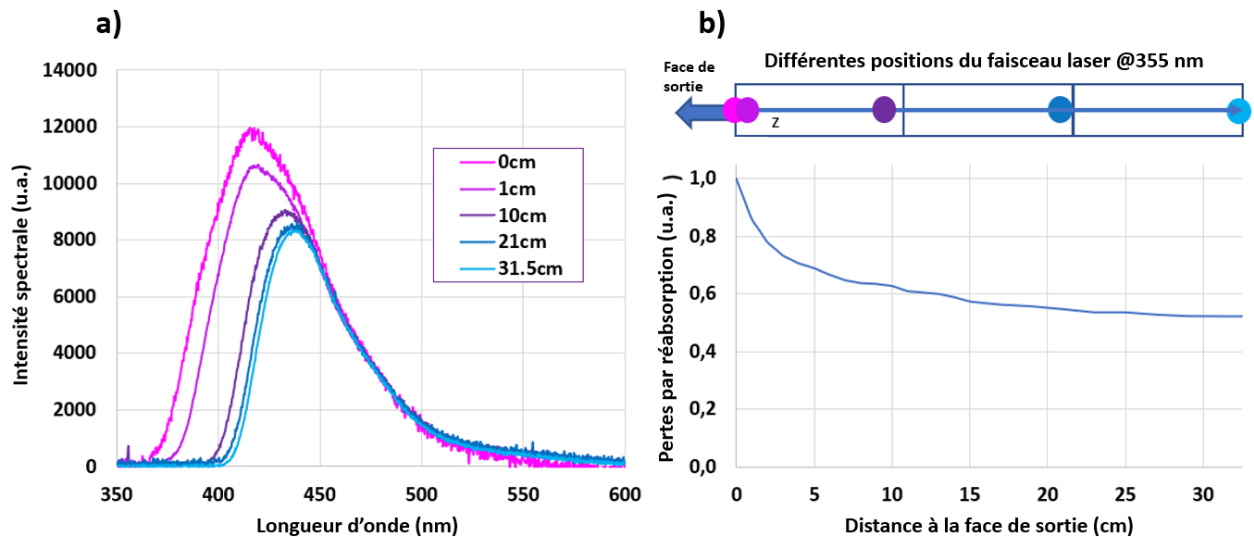 a)
Intensité spectrale (u.a.)
14000
12000
10000
8000
6000
4000
2000
0
350
400
450
500
550
600
Longueur d'onde (nm)
0cm
1cm
10cm
21cm
31.5cm
b)
Différentes positions du faisceau laser @355 nm
Face de
sortie
Z
Pertes par réabsorption (u.a.) )
1,0
0,8
0,6
0,4
0,2
0,0
0
5
10
15
20
25
30
Distance à la face de sortie (cm)